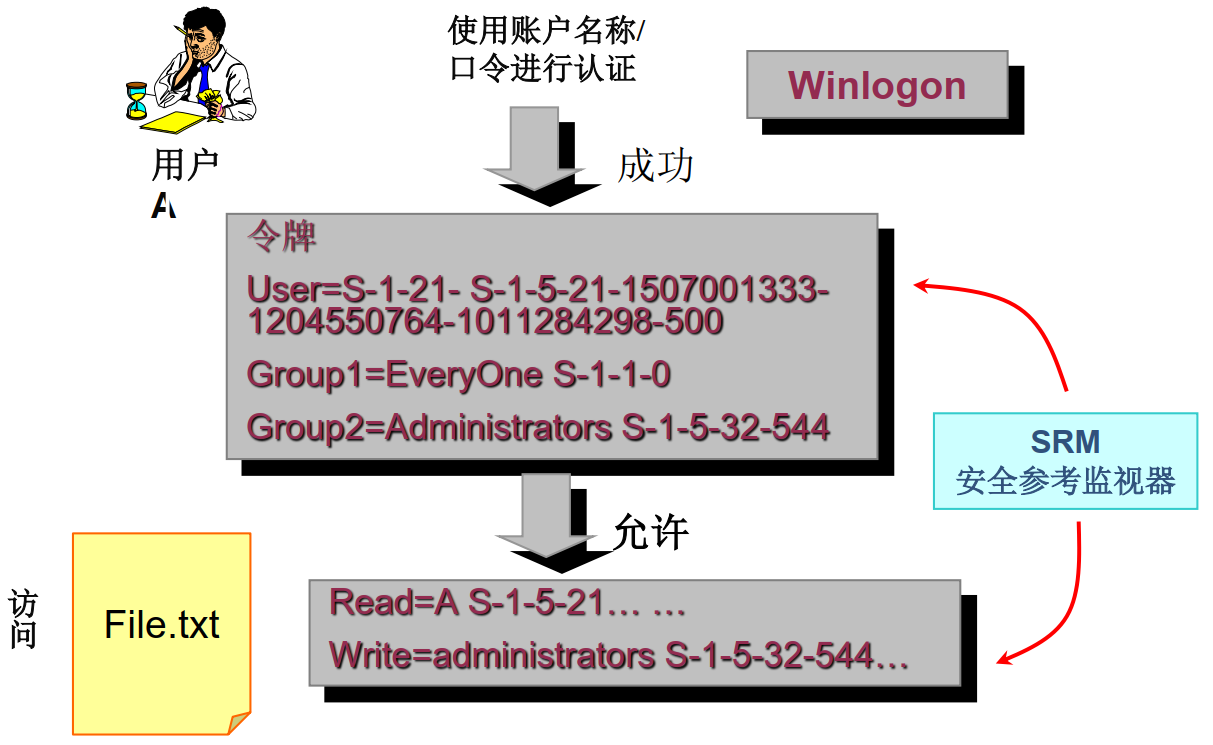 使用账户名称/
口令进行认证
Winlogon
用户
A
成功
令牌
User=S-1-21- S-1-5-21-1507001333-
1204550764-1011284298-500
Group1=EveryOne S-1-1-0
Group2=Administrators S-1-5-32-544
SRM
安全参考监视器
允许
访
问
File.txt
Read=A S-1-5-21… …
Write=administrators S-1-5-32-544…